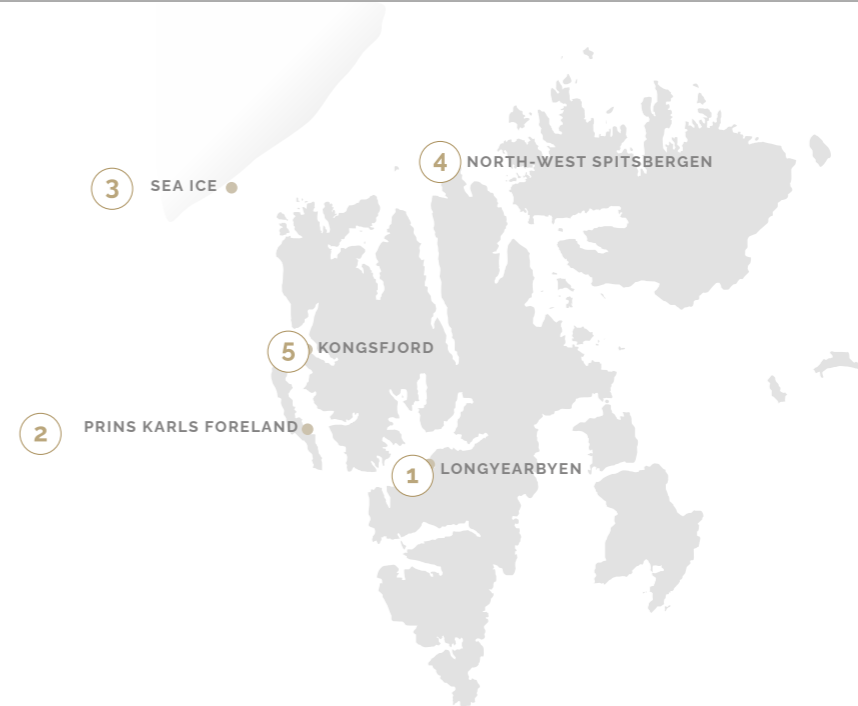 4 NORTH-WEST SPITSBERGEN
3 SEA ICE
5 KONGSFJORD
2 PRINS KARLS FORELAND
1 LONGYEARBYEN